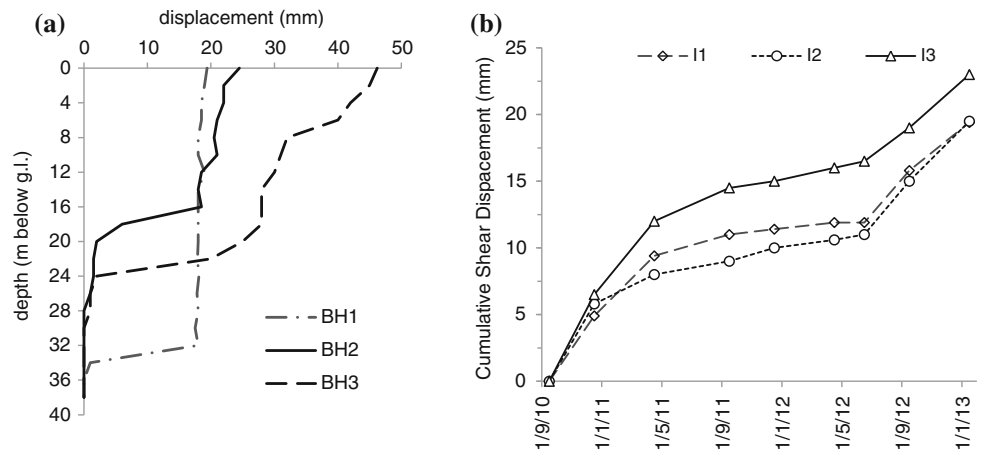 (a)
displacement (mm)
0 10 20 30 40 50
depth (m below g.l.)
0
4
8
12
16
20
24
28
32
36
40
BH1
BH2
BH3
(b)
Cumulative Shear Dispacement (mm)
25
20
15
10
5
0
I1 I2 I3
1/9/10
1/1/11
1/5/11
1/9/11
1/1/12
1/5/12
1/9/12
1/1/13